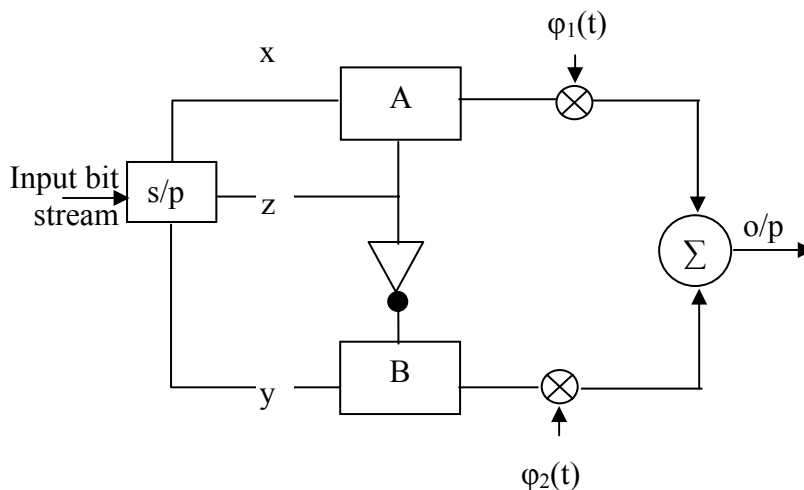 φ₁(t)
x
A
Input bit
stream
s/p
z
o/p
Σ
B
y
φ₂(t)